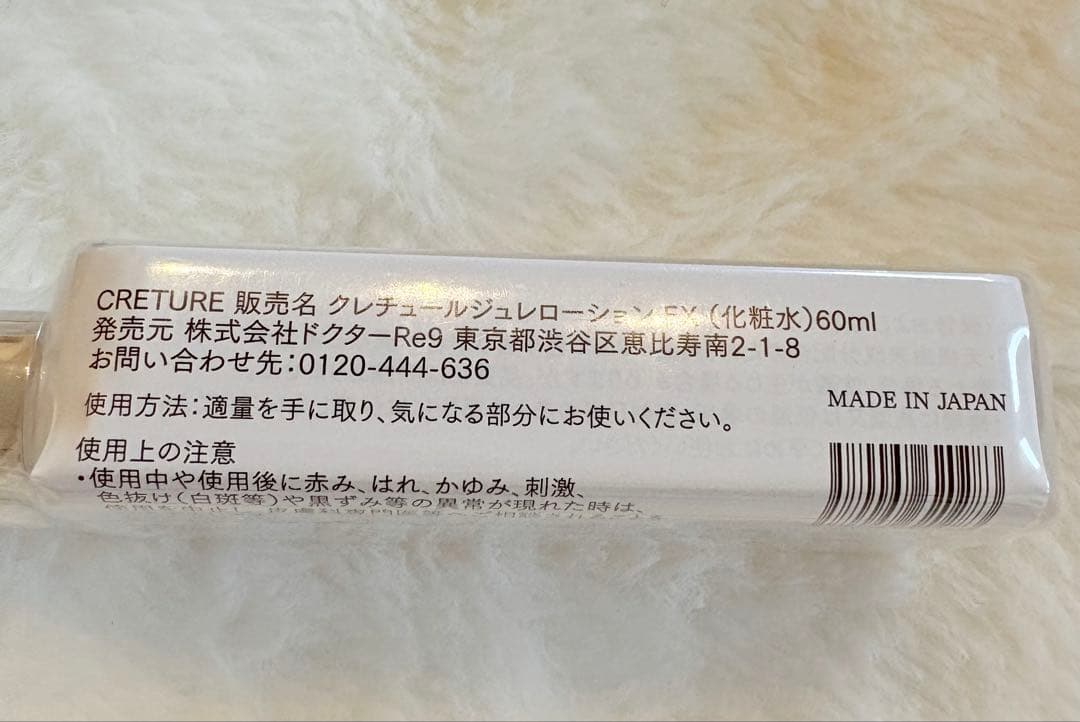 CRETURE 販売名 クレチュールジュレローション EX (化粧水)60ml
発売元 株式会社ドクターRe9 東京都渋谷区恵比寿南2-1-8
お問い合わせ先:0120-444-636
使用方法:適量を手に取り、気になる部分にお使いください。
MADE IN JAPAN
使用上の注意
・使用中や使用後に赤み、はれ、かゆみ、刺激、
色抜け(白斑等)や黒ずみ等の異常が現れた時は、